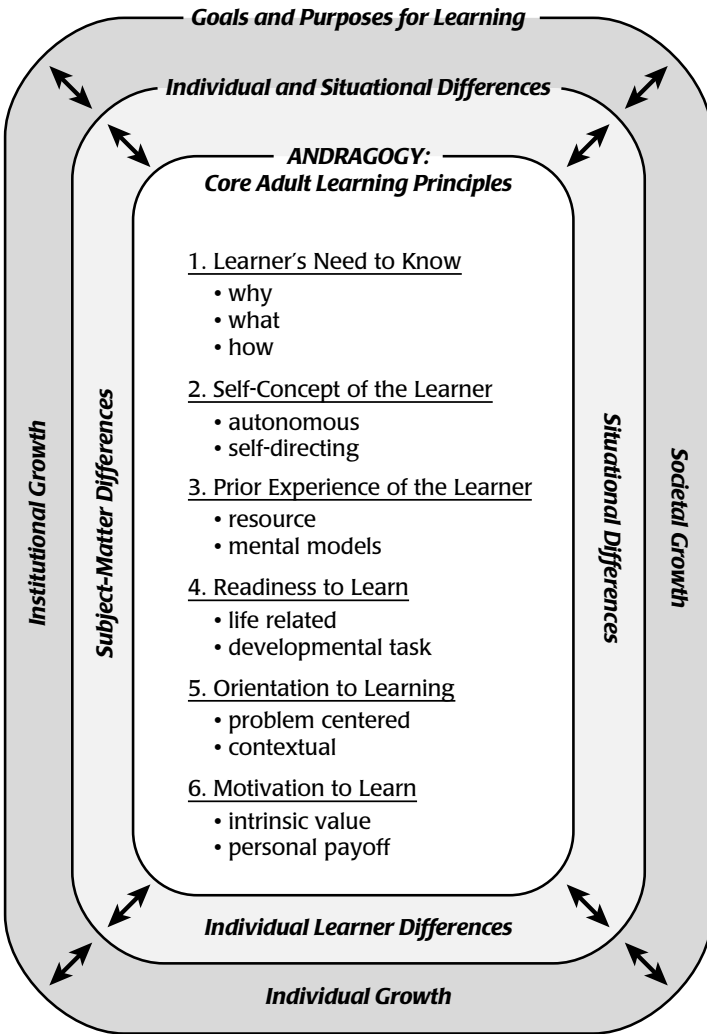 Goals and Purposes for Learning
Individual and Situational Differences
ANDRAGOGY:
Core Adult Learning Principles
1. Learner's Need to Know
• why
• what
• how
2. Self-Concept of the Learner
• autonomous
• self-directing
3. Prior Experience of the Learner
• resource
• mental models
4. Readiness to Learn
• life related
• developmental task
5. Orientation to Learning
• problem centered
• contextual
6. Motivation to Learn
• intrinsic value
• personal payoff
Institutional Growth
Subject-Matter Differences
Situational Differences
Societal Growth
Individual Learner Differences
Individual Growth